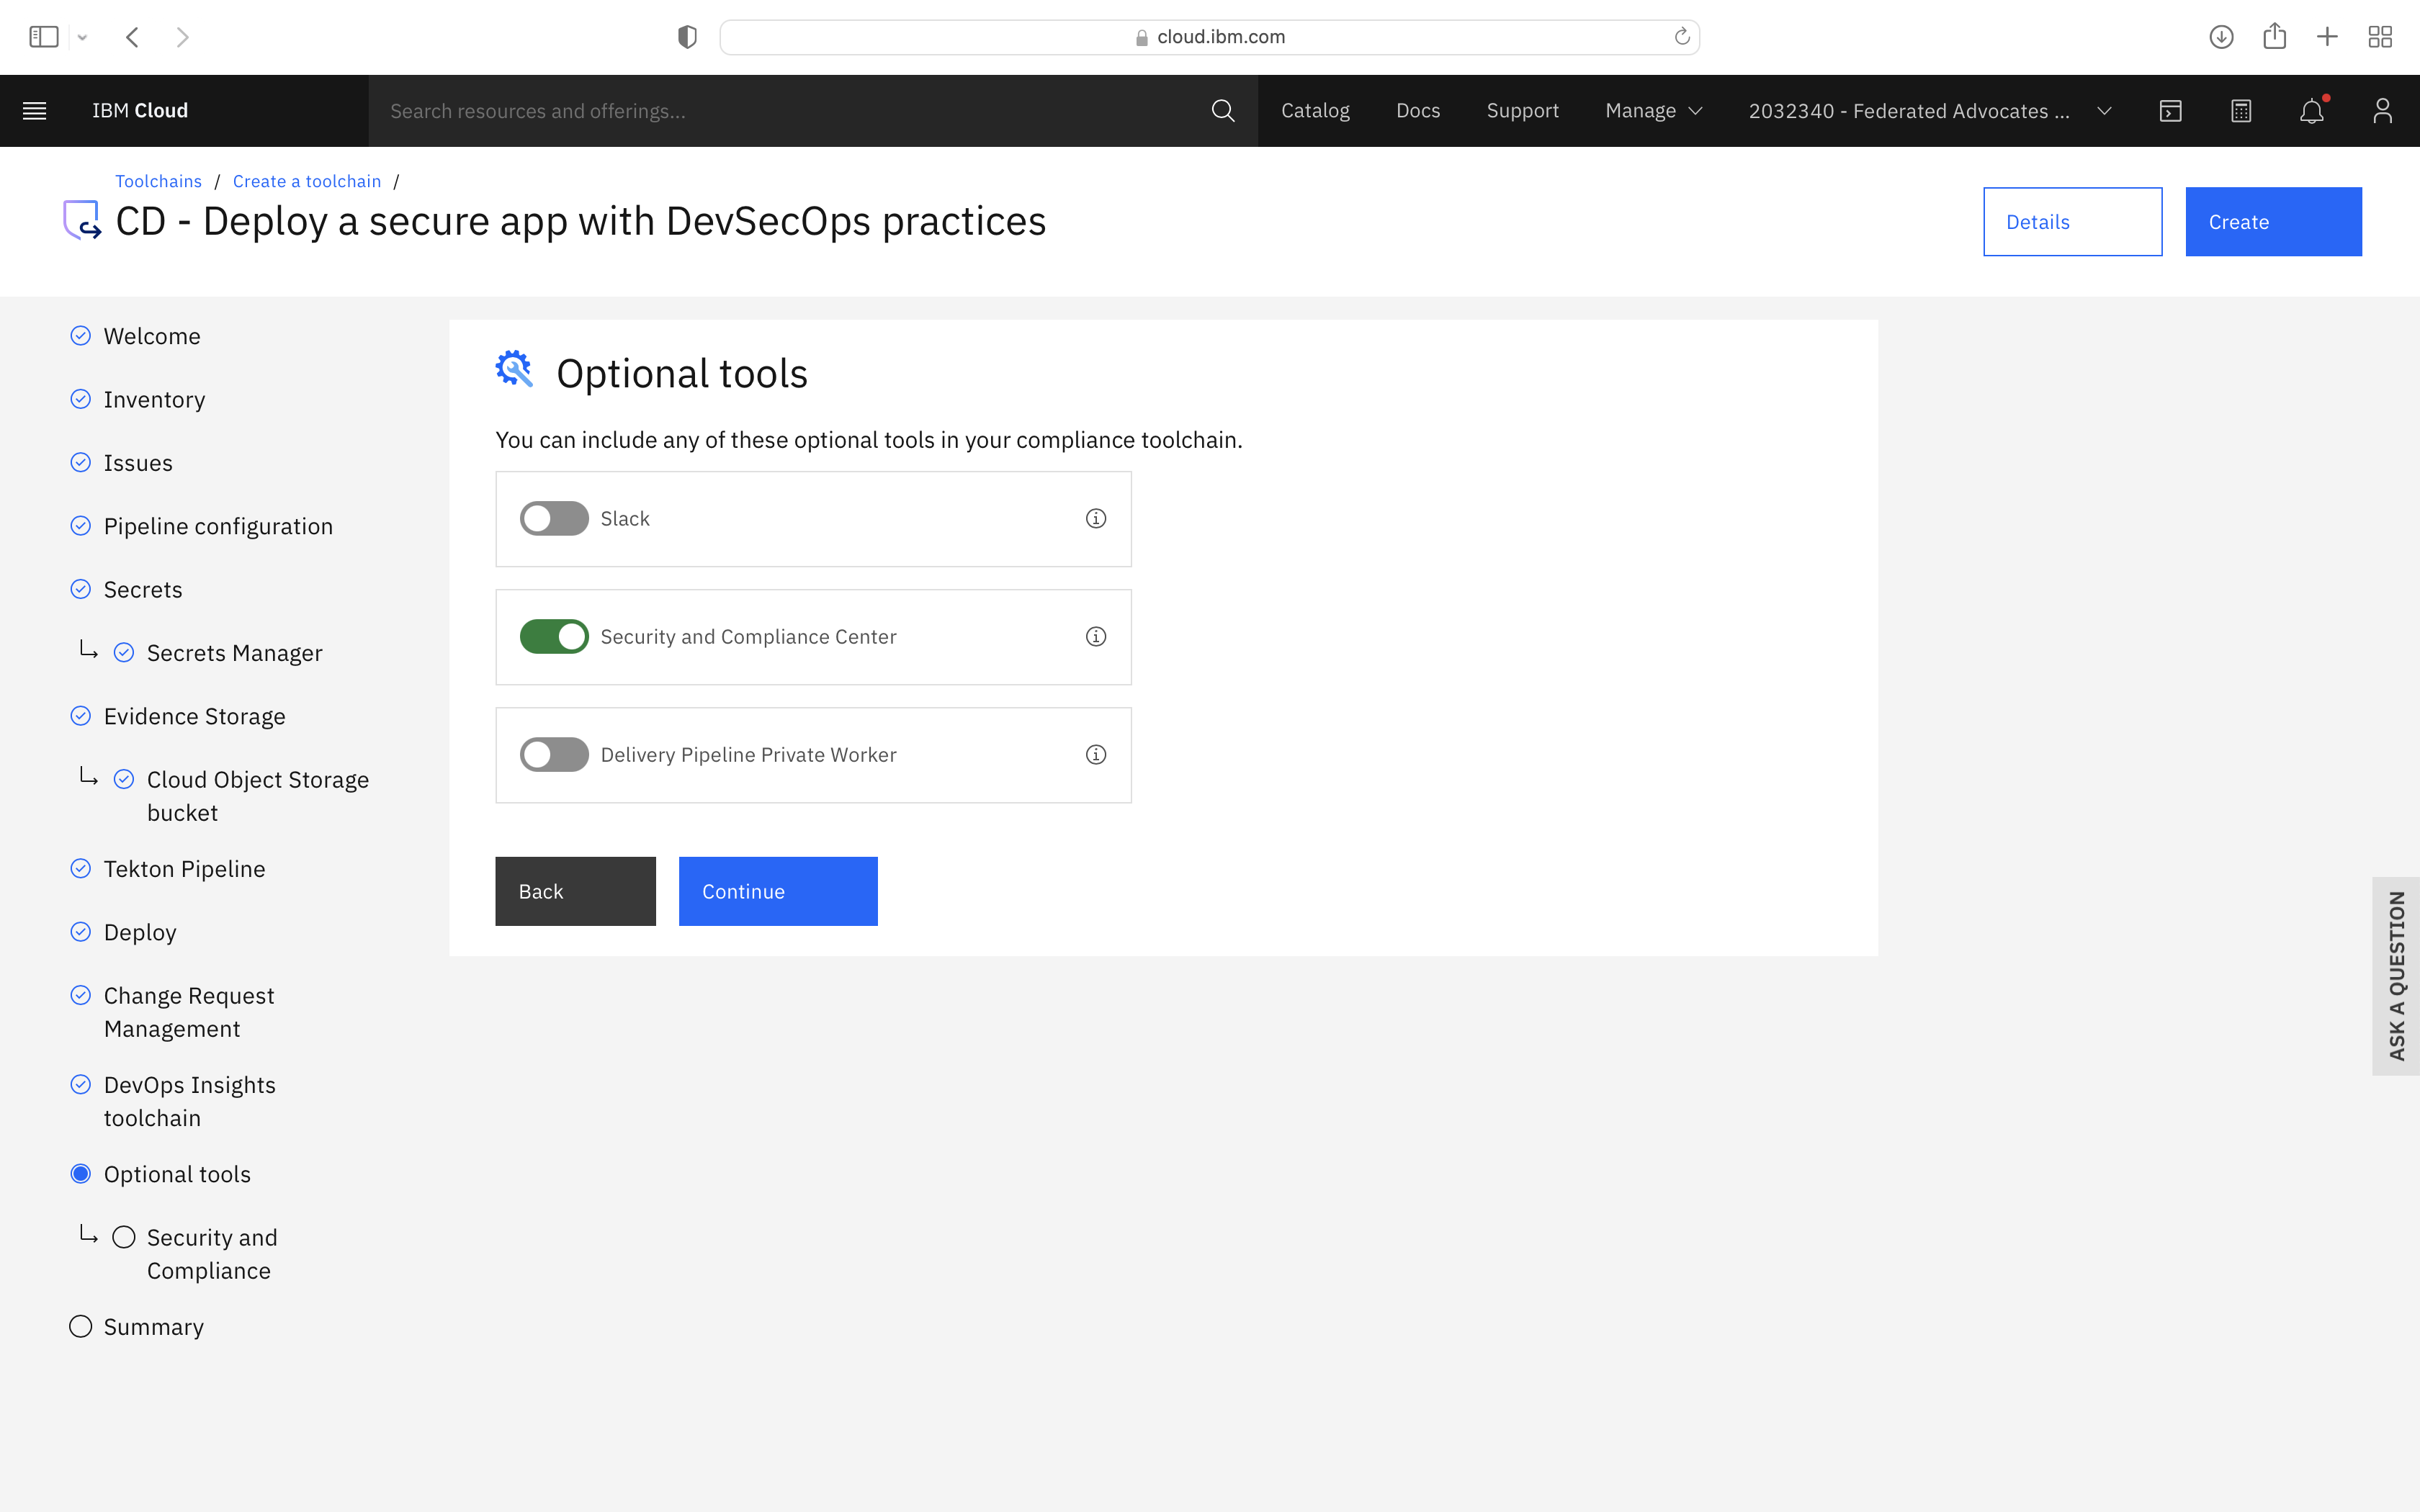 cloud.ibm.com
IBM Cloud
Search resources and offerings...
Catalog
Docs
Support
Manage
2032340 - Federated Advocates ...
Toolchains / Create a toolchain /
CD - Deploy a secure app with DevSecOps practices
Details
Create
Welcome
Inventory
Issues
Pipeline configuration
Secrets
Secrets Manager
Evidence Storage
Cloud Object Storage
bucket
Tekton Pipeline
Deploy
Change Request
Management
DevOps Insights
toolchain
Optional tools
Security and
Compliance
Summary
Optional tools
You can include any of these optional tools in your compliance toolchain.
Slack
Security and Compliance Center
Delivery Pipeline Private Worker
Back
Continue
ASK A QUESTION